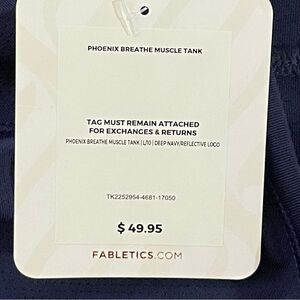 PHOENIX BREATHE MUSCLE TANK
TAG MUST REMAIN ATTACHED
FOR EXCHANGES & RETURNS
PHOENIX BREATHE MUSCLE TANK | L/10 | DEEP NAVY/REFLECTIVE LOGO
TK2252954-4681-17050
$ 49.95
FABLETICS.COM